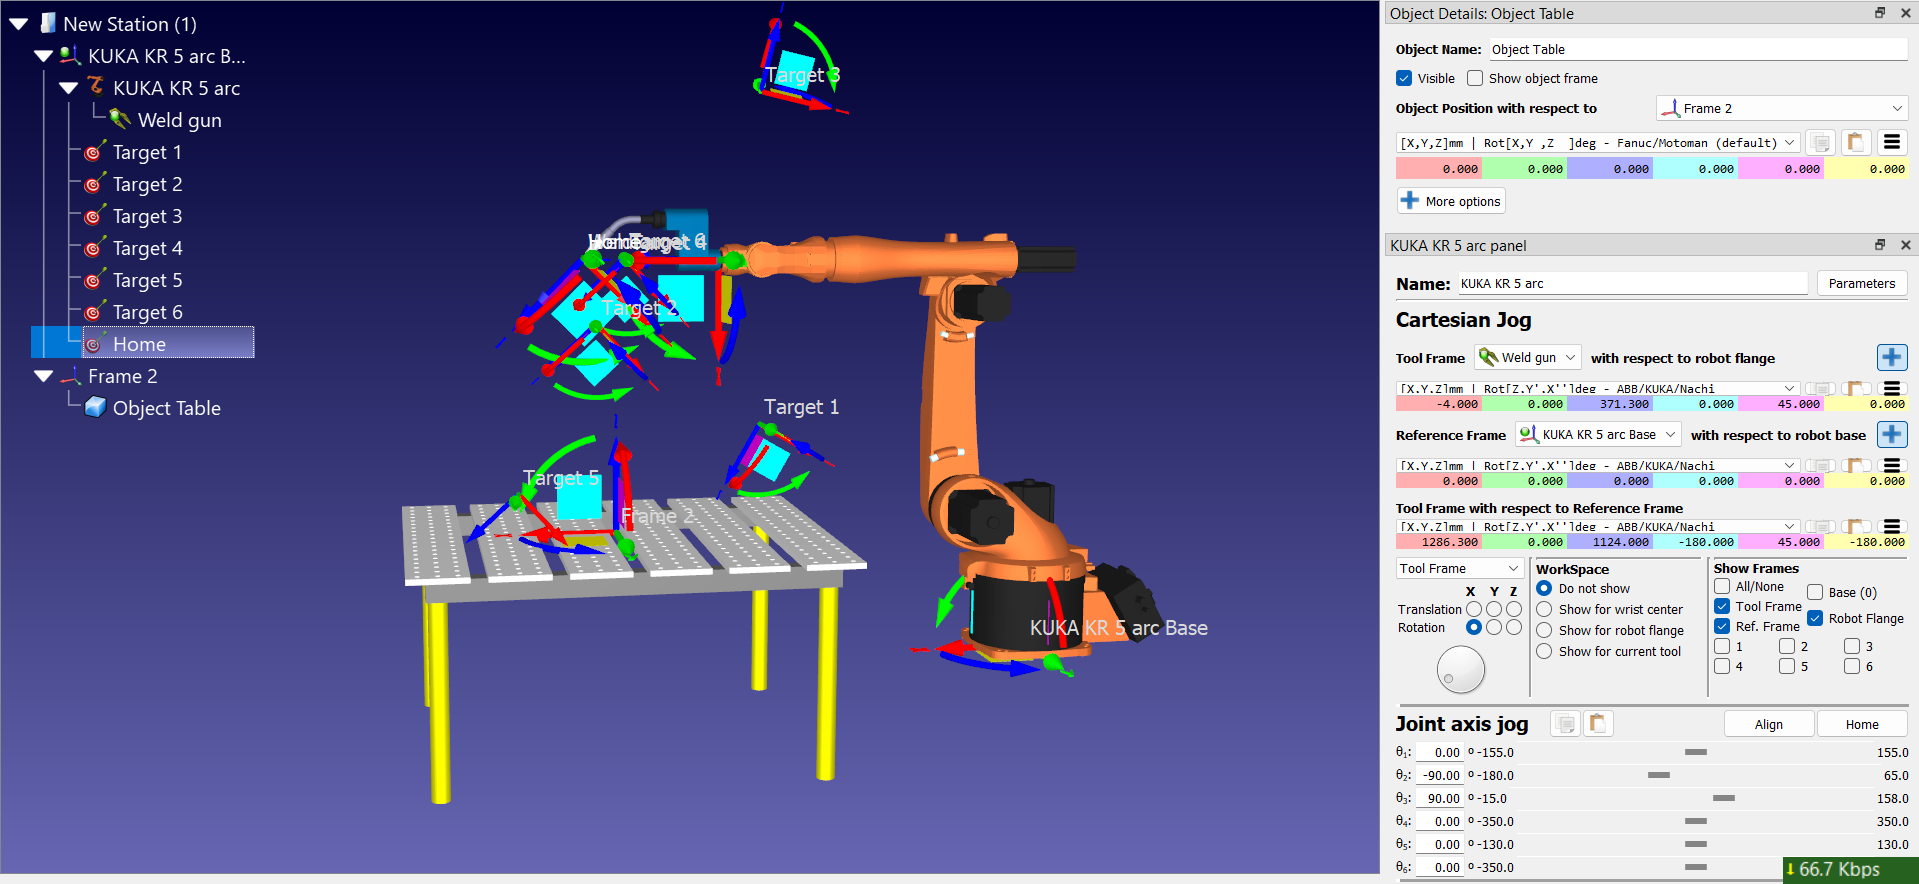 New Station (1)
KUKA KR 5 arc B...
KUKA KR 5 arc
Weld gun
Target 1
Target 2
Target 3
Target 4
Target 5
Target 6
Home
Frame 2
Object Table
Target 3
Target 6
Target 2
Target 1
Target 5
Frame 2
KUKA KR 5 arc Base
Object Details: Object Table
Object Name: Object Table
Visible Show object frame
Object Position with respect to Frame 2
[X,Y,Z]mm | Rot[X,Y ,Z ]deg - Fanuc/Motoman (default)
0.000 0.000 0.000 0.000 0.000 0.000
More options
KUKA KR 5 arc panel
Name: KUKA KR 5 arc Parameters
Cartesian Jog
Tool Frame Weld gun with respect to robot flange
[X,Y,Z]mm | Rot[Z,Y',X'']deg - ABB/KUKA/Nachi
-4.000 0.000 371.300 0.000 45.000 0.000
Reference Frame KUKA KR 5 arc Base with respect to robot base
[X,Y,Z]mm | Rot[Z,Y',X'']deg - ABB/KUKA/Nachi
0.000 0.000 0.000 0.000 0.000 0.000
Tool Frame with respect to Reference Frame
[X,Y,Z]mm | Rot[Z,Y',X'']deg - ABB/KUKA/Nachi
1286.300 0.000 1124.000 -180.000 45.000 -180.000
Tool Frame
X Y Z
Translation
Rotation
WorkSpace
Do not show
Show for wrist center
Show for robot flange
Show for current tool
Show Frames
All/None Base (0)
Tool Frame
Ref. Frame Robot Flange
1 2 3
4 5 6
Joint axis jog Align Home
θ1: 0.00 º -155.0 155.0
θ2: -90.00 º -180.0 65.0
θ3: 90.00 º -15.0 158.0
θ4: 0.00 º -350.0 350.0
θ5: 0.00 º -130.0 130.0
θ6: 0.00 º -350.0
66.7 Kbps